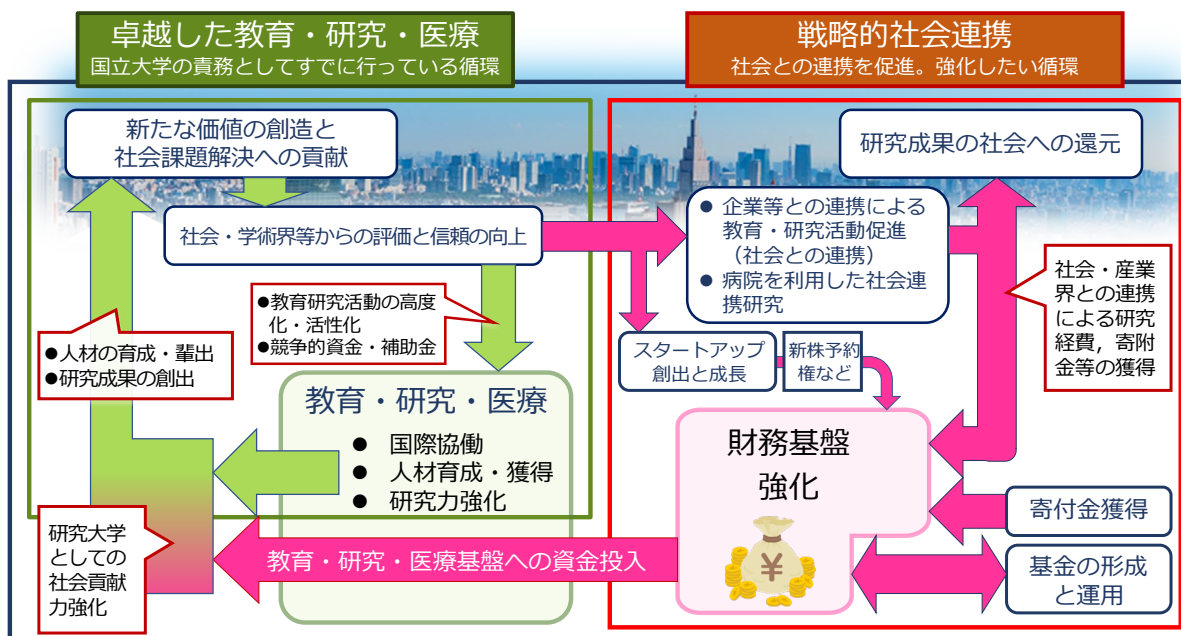 卓越した教育・研究・医療
国立大学の責務としてすでに行っている循環
戦略的社会連携
社会との連携を促進。強化したい循環
新たな価値の創造と
社会課題解決への貢献
研究成果の社会への還元
社会・学術界等からの評価と信頼の向上
● 企業等との連携による
教育・研究活動促進
（社会との連携）
● 病院を利用した社会連
携研究
社会・産業
界との連携
による研究
経費，寄附
金等の獲得
●教育研究活動の高度
化・活性化
●競争的資金・補助金
●人材の育成・輩出
●研究成果の創出
スタートアップ
創出と成長
新株予約
権など
教育・研究・医療
● 国際協働
● 人材育成・獲得
● 研究力強化
財務基盤
強化
¥
寄付金獲得
基金の形成
と運用
研究大学
としての
社会貢献
力強化
教育・研究・医療基盤への資金投入